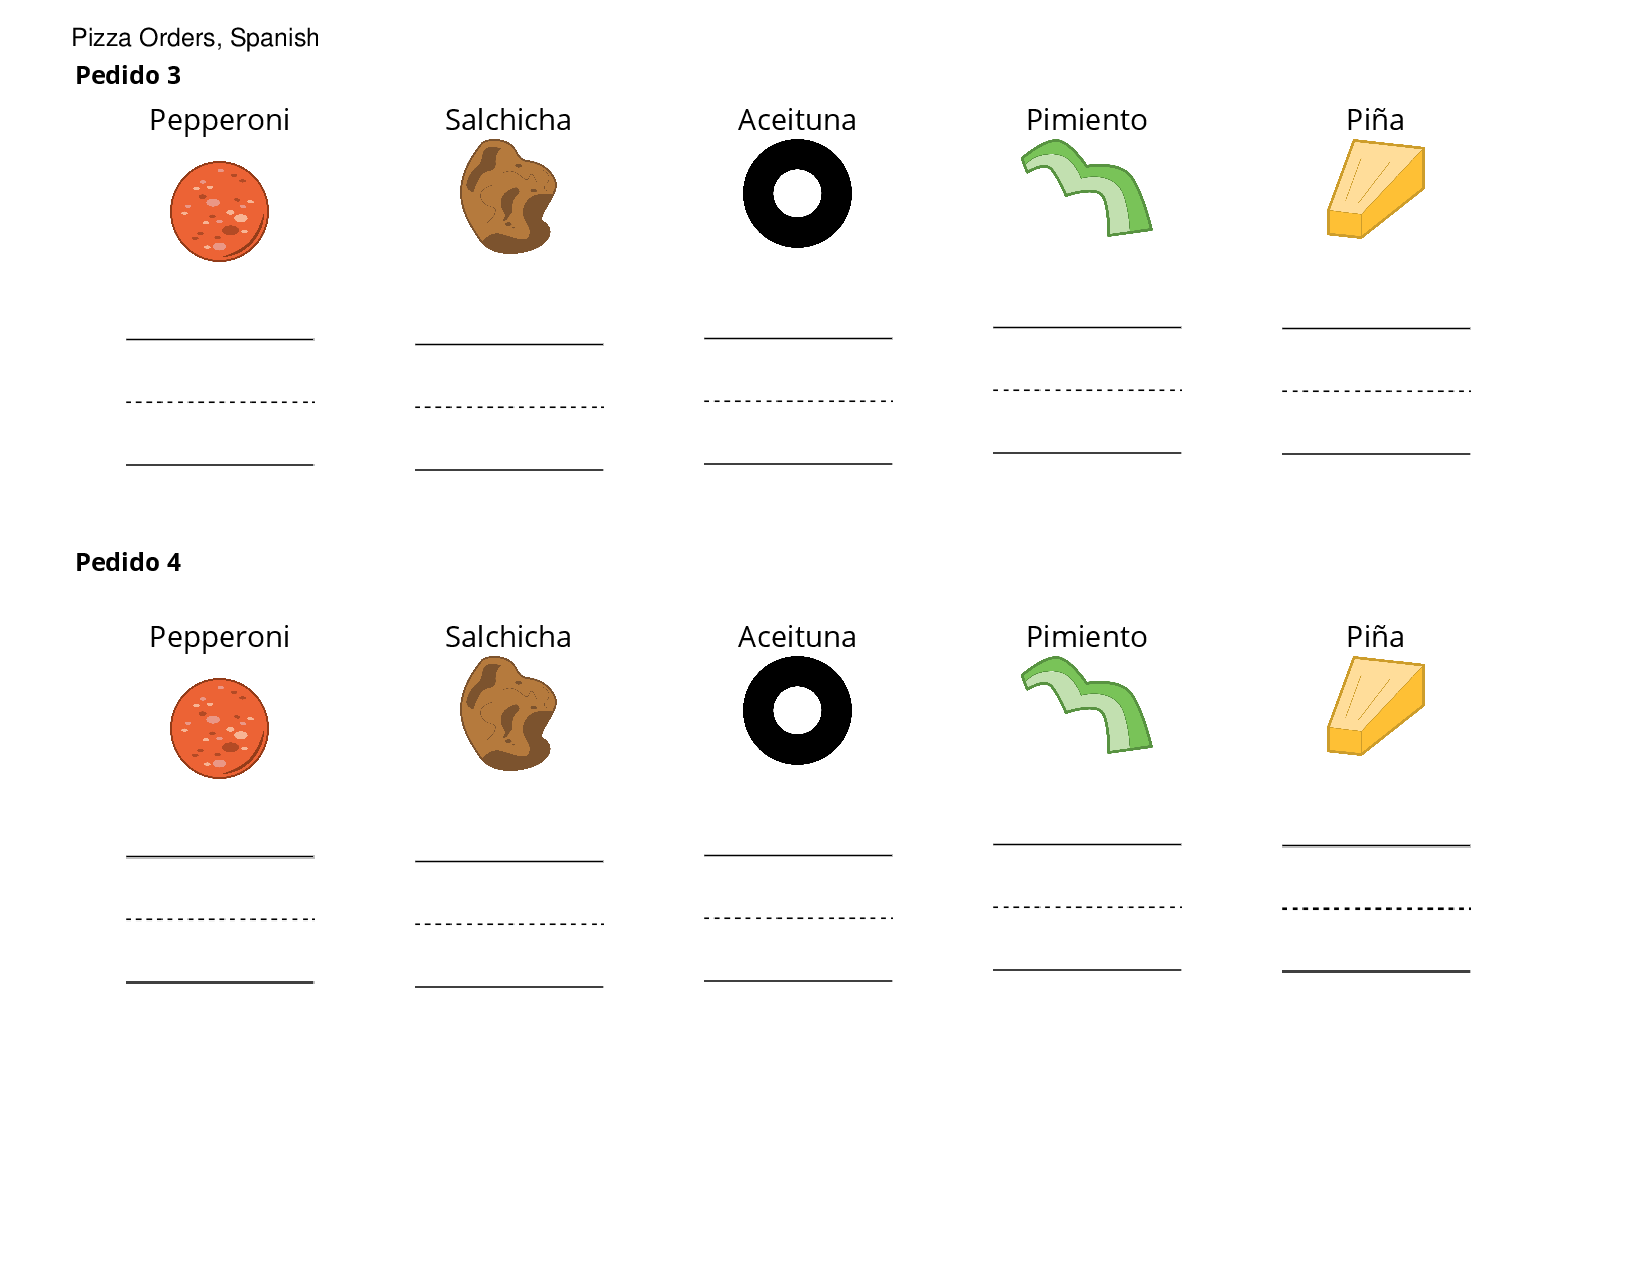 Pizza Orders, Spanish
Pedido 3
Pepperoni Salchicha Aceituna Pimiento Piña
Pedido 4
Pepperoni Salchicha Aceituna Pimiento Piña